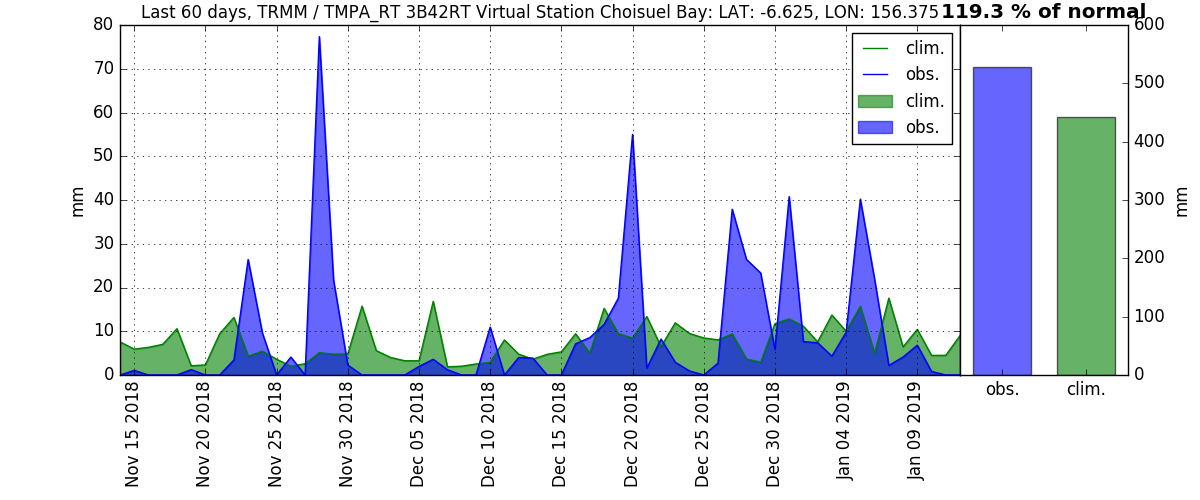 Last 60 days, TRMM / TMPA_RT 3B42RT Virtual Station Choisuel Bay: LAT: -6.625, LON: 156.375
119.3 % of normal
80
70
60
50
40
30
20
10
0
mm
clim.
obs.
clim.
obs.
Nov 15 2018
Nov 20 2018
Nov 25 2018
Nov 30 2018
Dec 05 2018
Dec 10 2018
Dec 15 2018
Dec 20 2018
Dec 25 2018
Dec 30 2018
Jan 04 2019
Jan 09 2019
600
500
400
300
200
100
0
mm
obs.
clim.